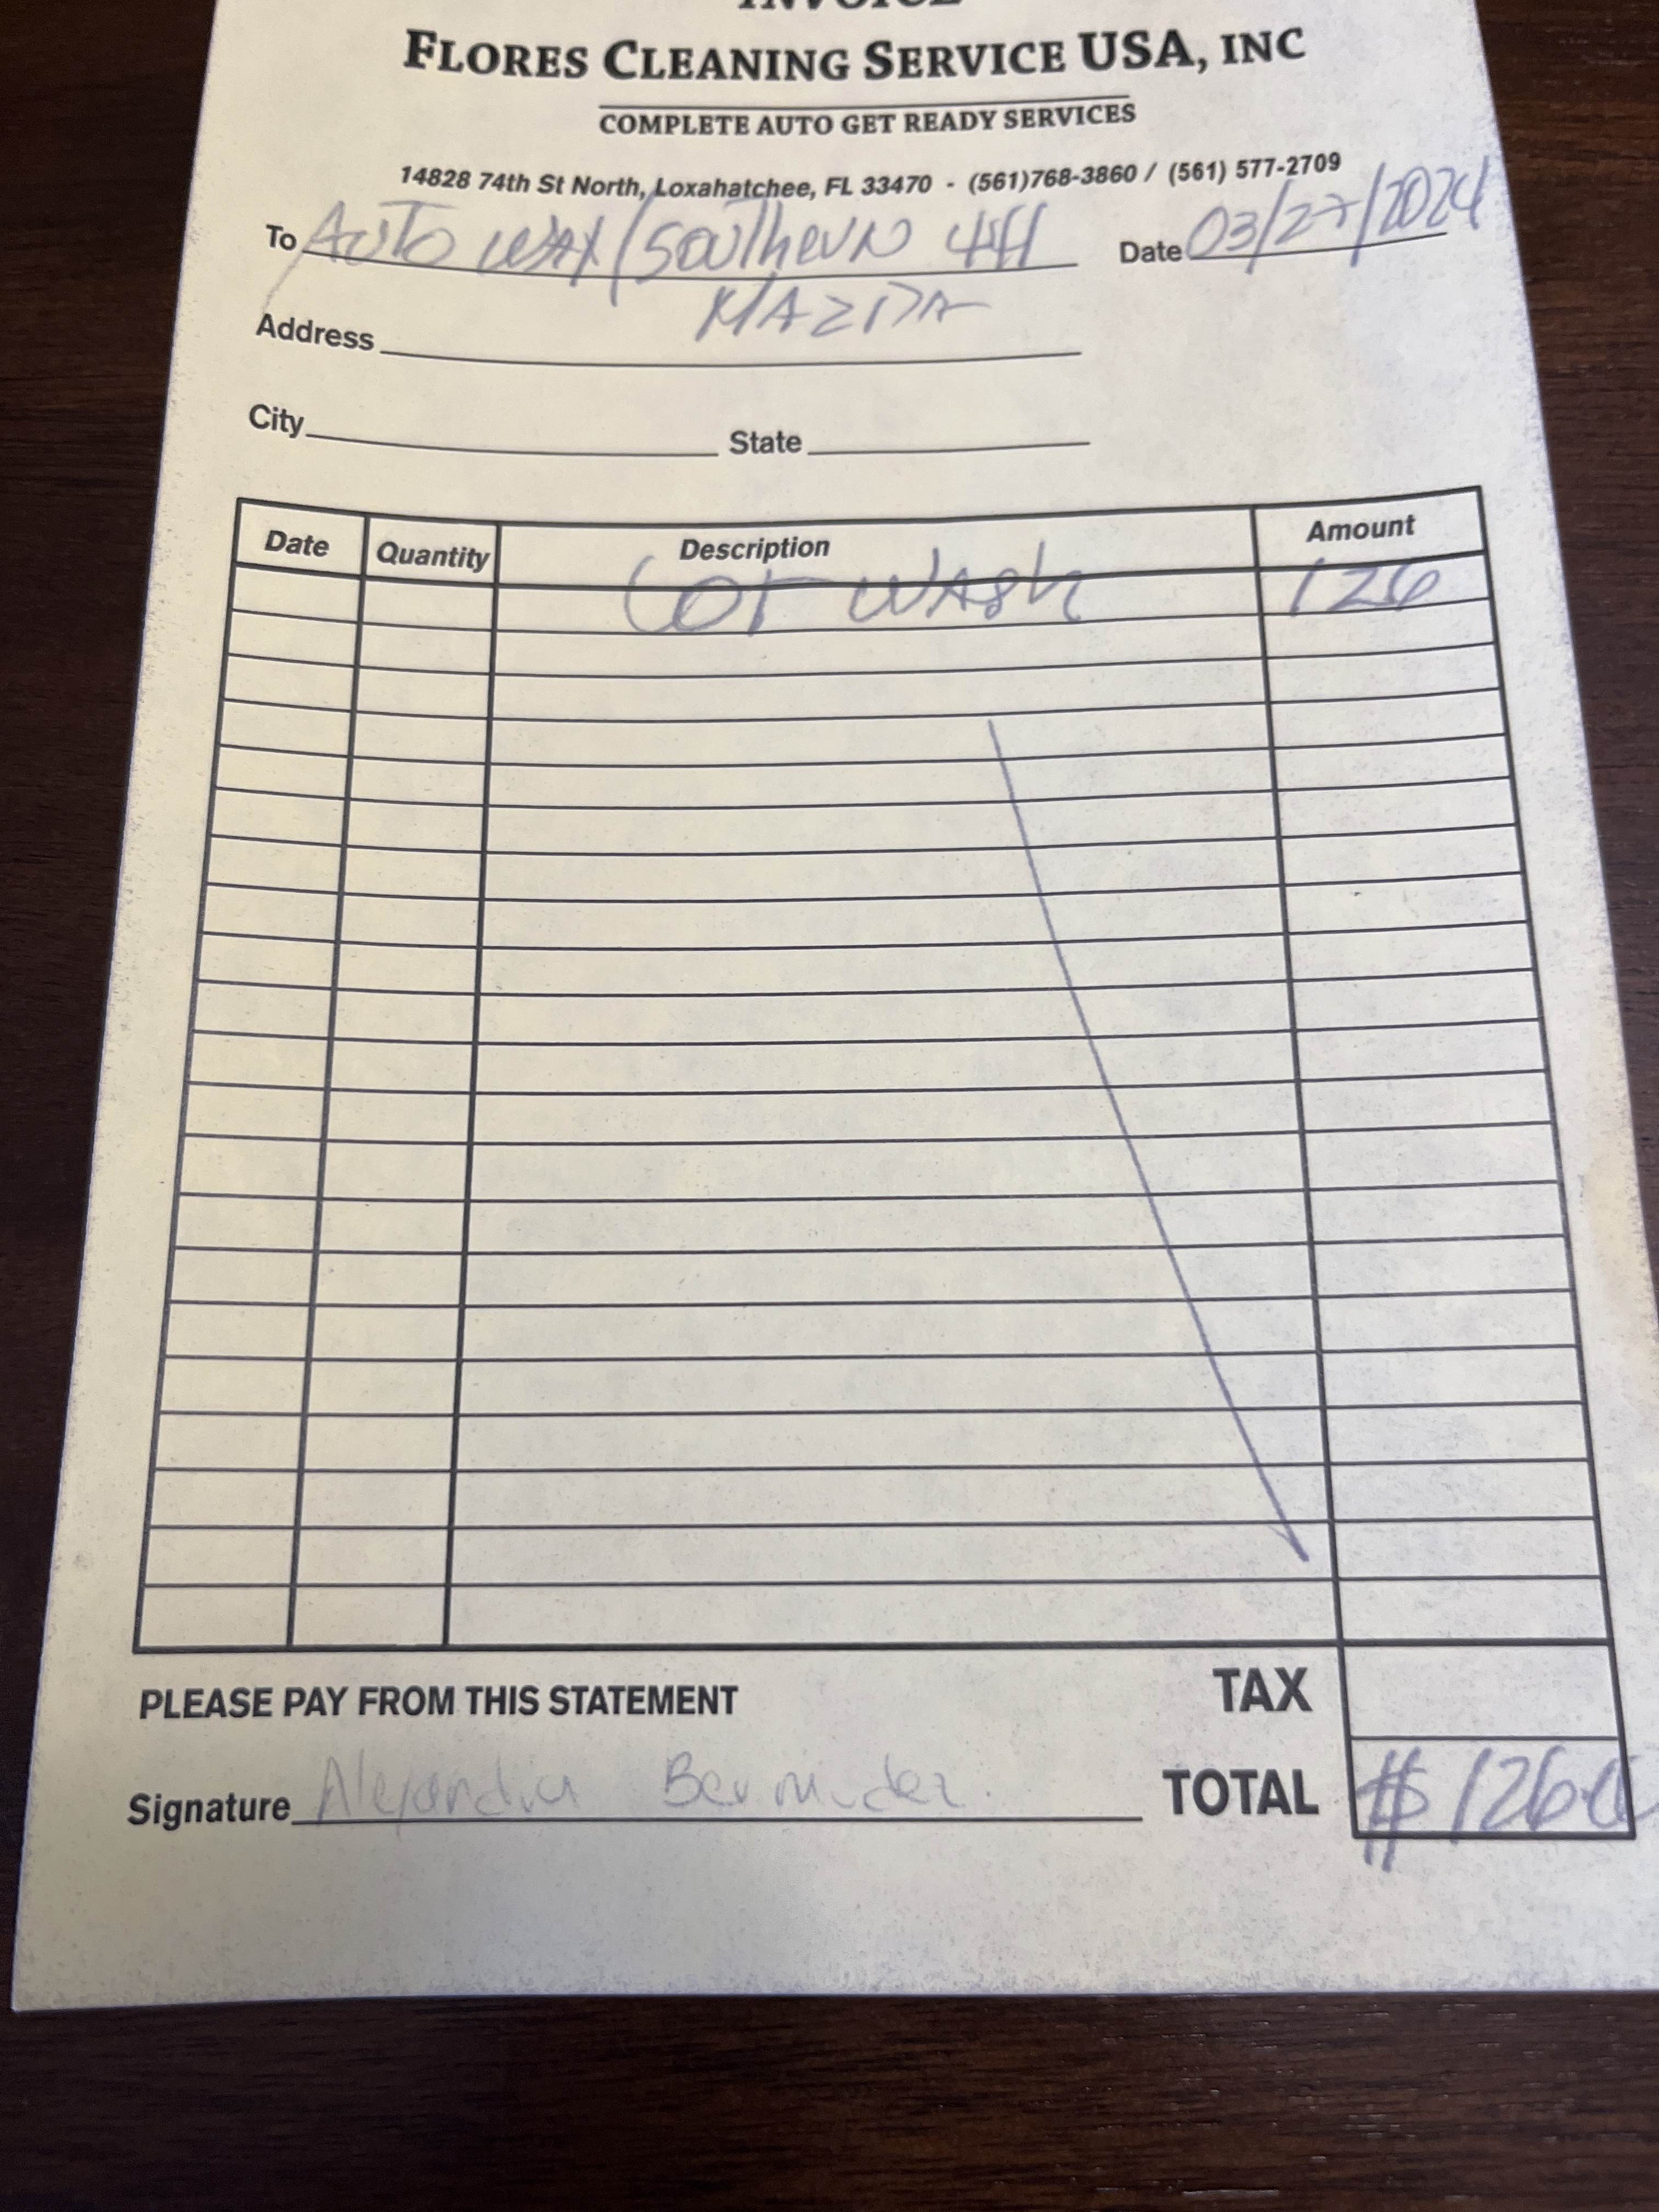 INVOICE
FLORES CLEANING SERVICE USA, INC
COMPLETE AUTO GET READY SERVICES
14828 74th St North, Loxahatchee, FL 33470 - (561)768-3860 / (561) 577-2709
To Auto WAX/Southern 441 Date 03/27/2024
MAZDA
Address
City State
Date Quantity Description Amount
LOT WASh 126
PLEASE PAY FROM THIS STATEMENT TAX
Signature Bermudez. TOTAL $126.0